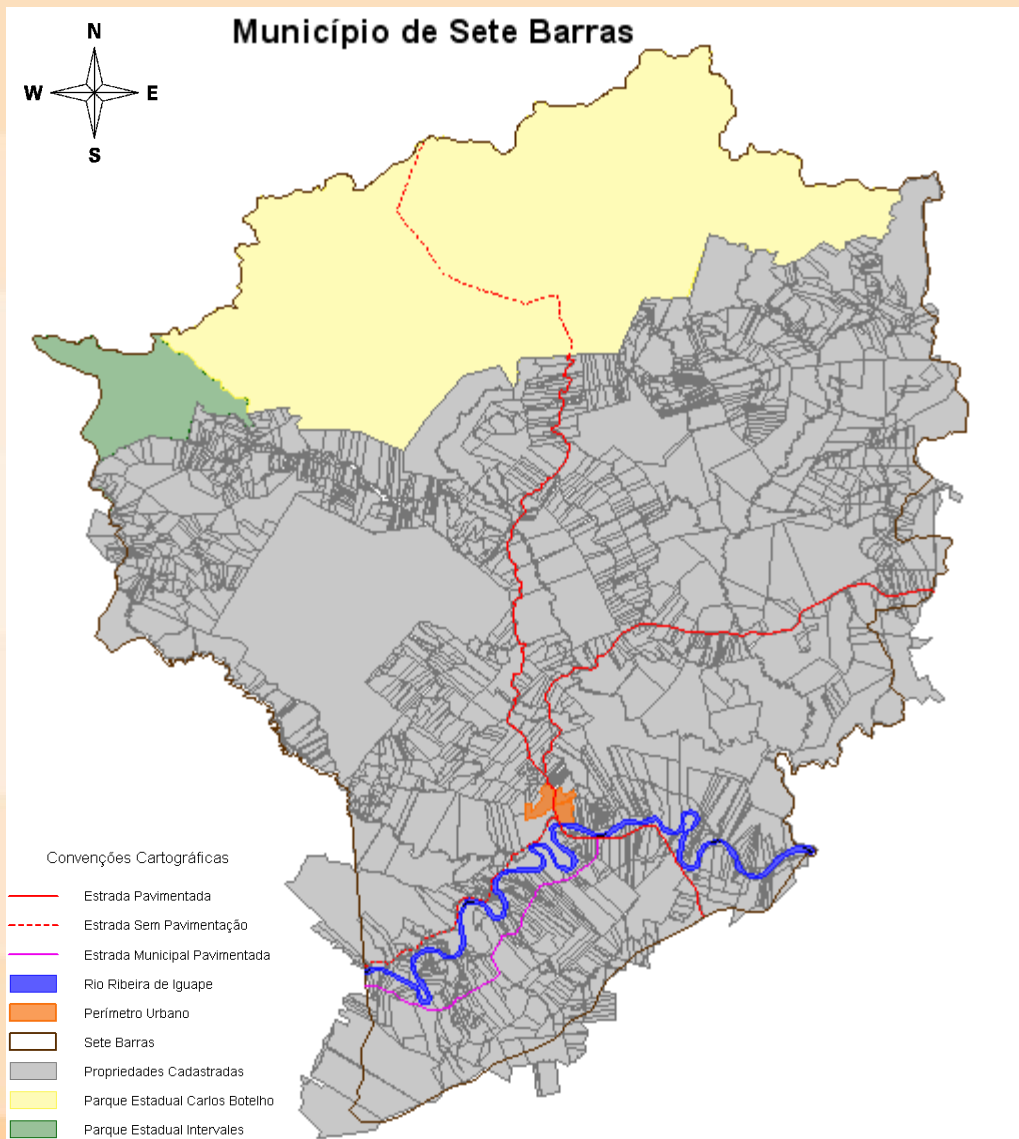 Município de Sete Barras
N
W E
S
Convenções Cartográficas
Estrada Pavimentada
Estrada Sem Pavimentação
Estrada Municipal Pavimentada
Rio Ribeira de Iguape
Perímetro Urbano
Sete Barras
Propriedades Cadastradas
Parque Estadual Carlos Botelho
Parque Estadual Intervales